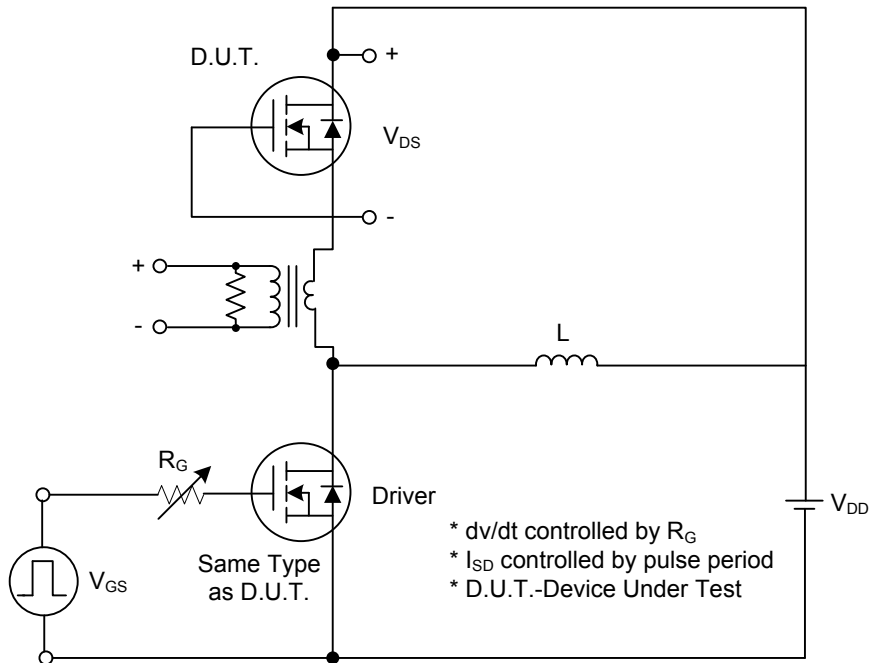 D.U.T.
+
V_DS
-
+
-
L
R_G
Driver
V_DD
V_GS
Same Type
as D.U.T.
* dv/dt controlled by R_G
* I_SD controlled by pulse period
* D.U.T.-Device Under Test